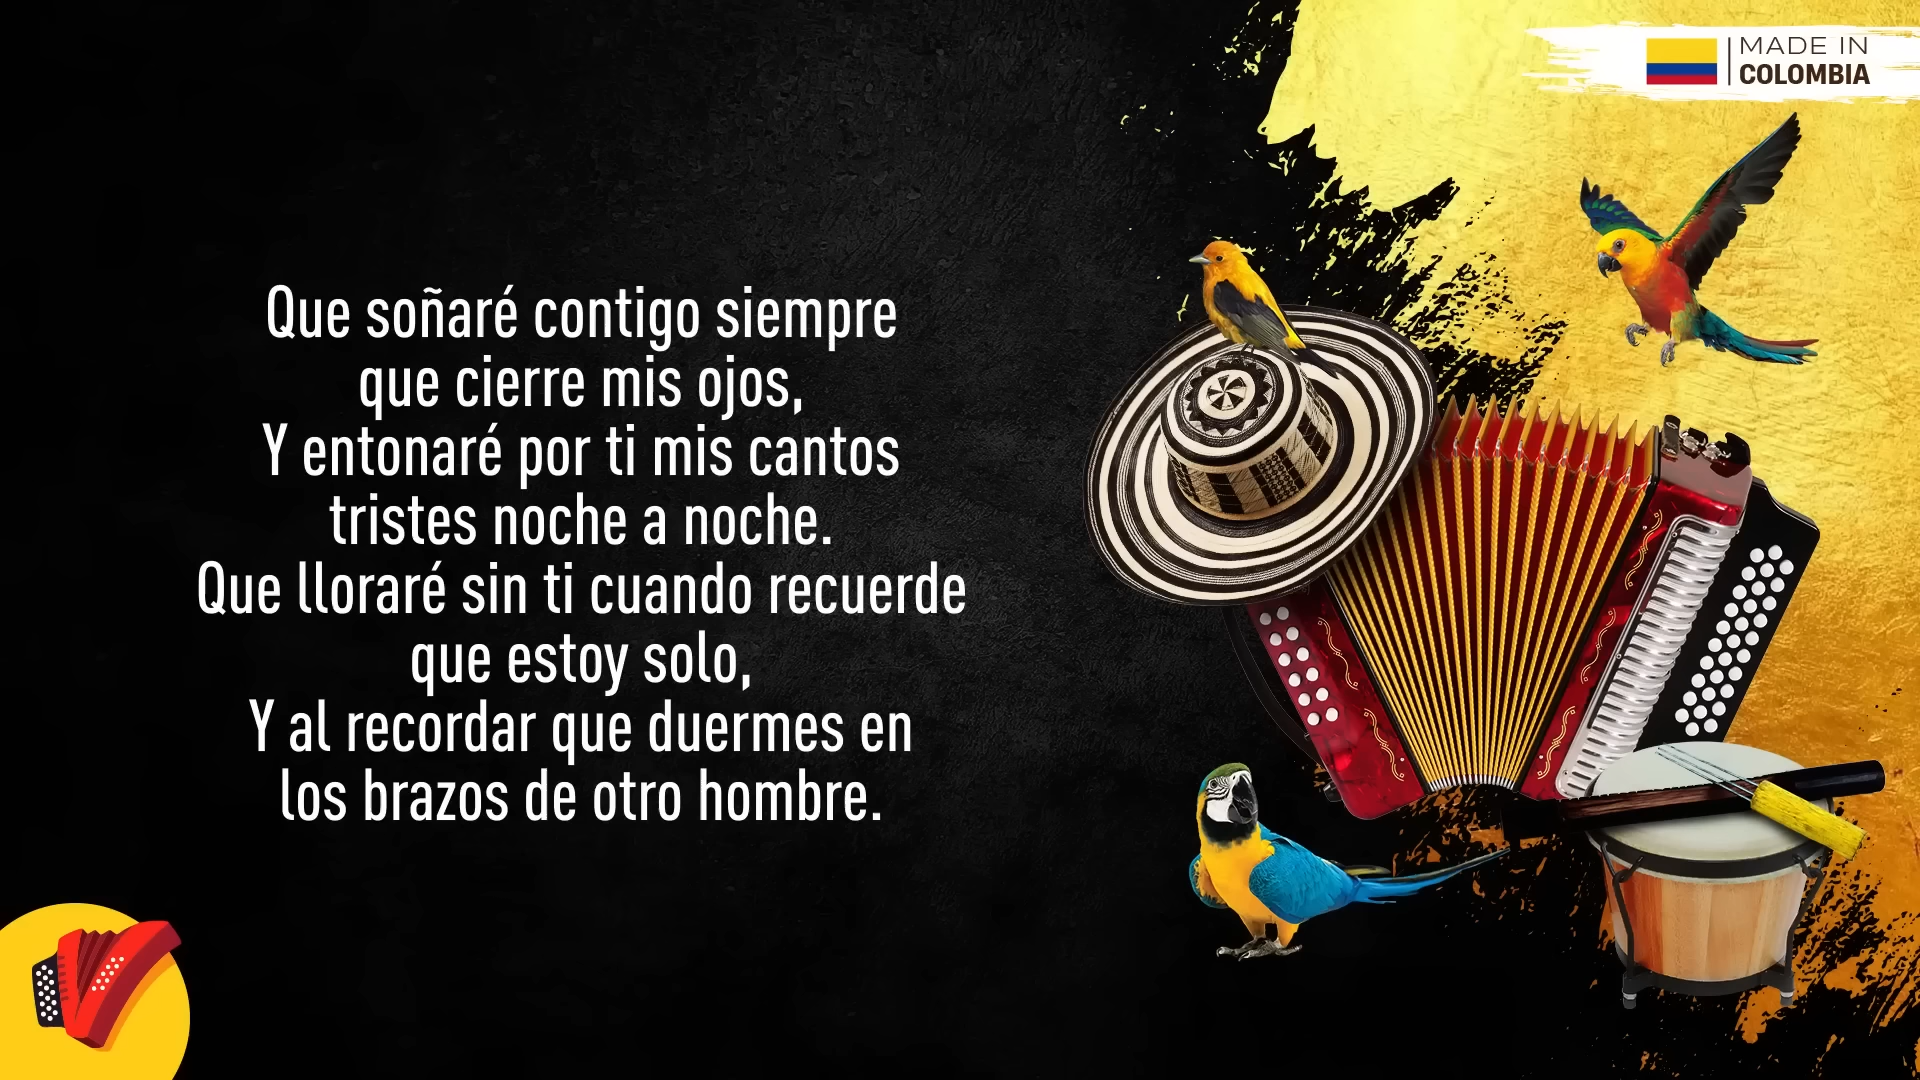 MADE IN
COLOMBIA
Que soñaré contigo siempre
que cierre mis ojos,
Y entonaré por ti mis cantos
tristes noche a noche.
Que lloraré sin ti cuando recuerde
que estoy solo,
Y al recordar que duermes en
los brazos de otro hombre.